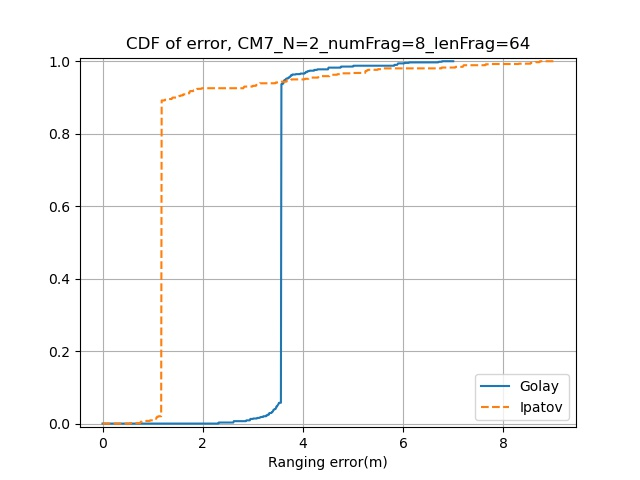 CDF of error, CM7_N=2_numFrag=8_lenFrag=64
1.0
0.8
0.6
0.4
0.2
0.0
0
2
4
6
8
Golay
Ipatov
Ranging error(m)